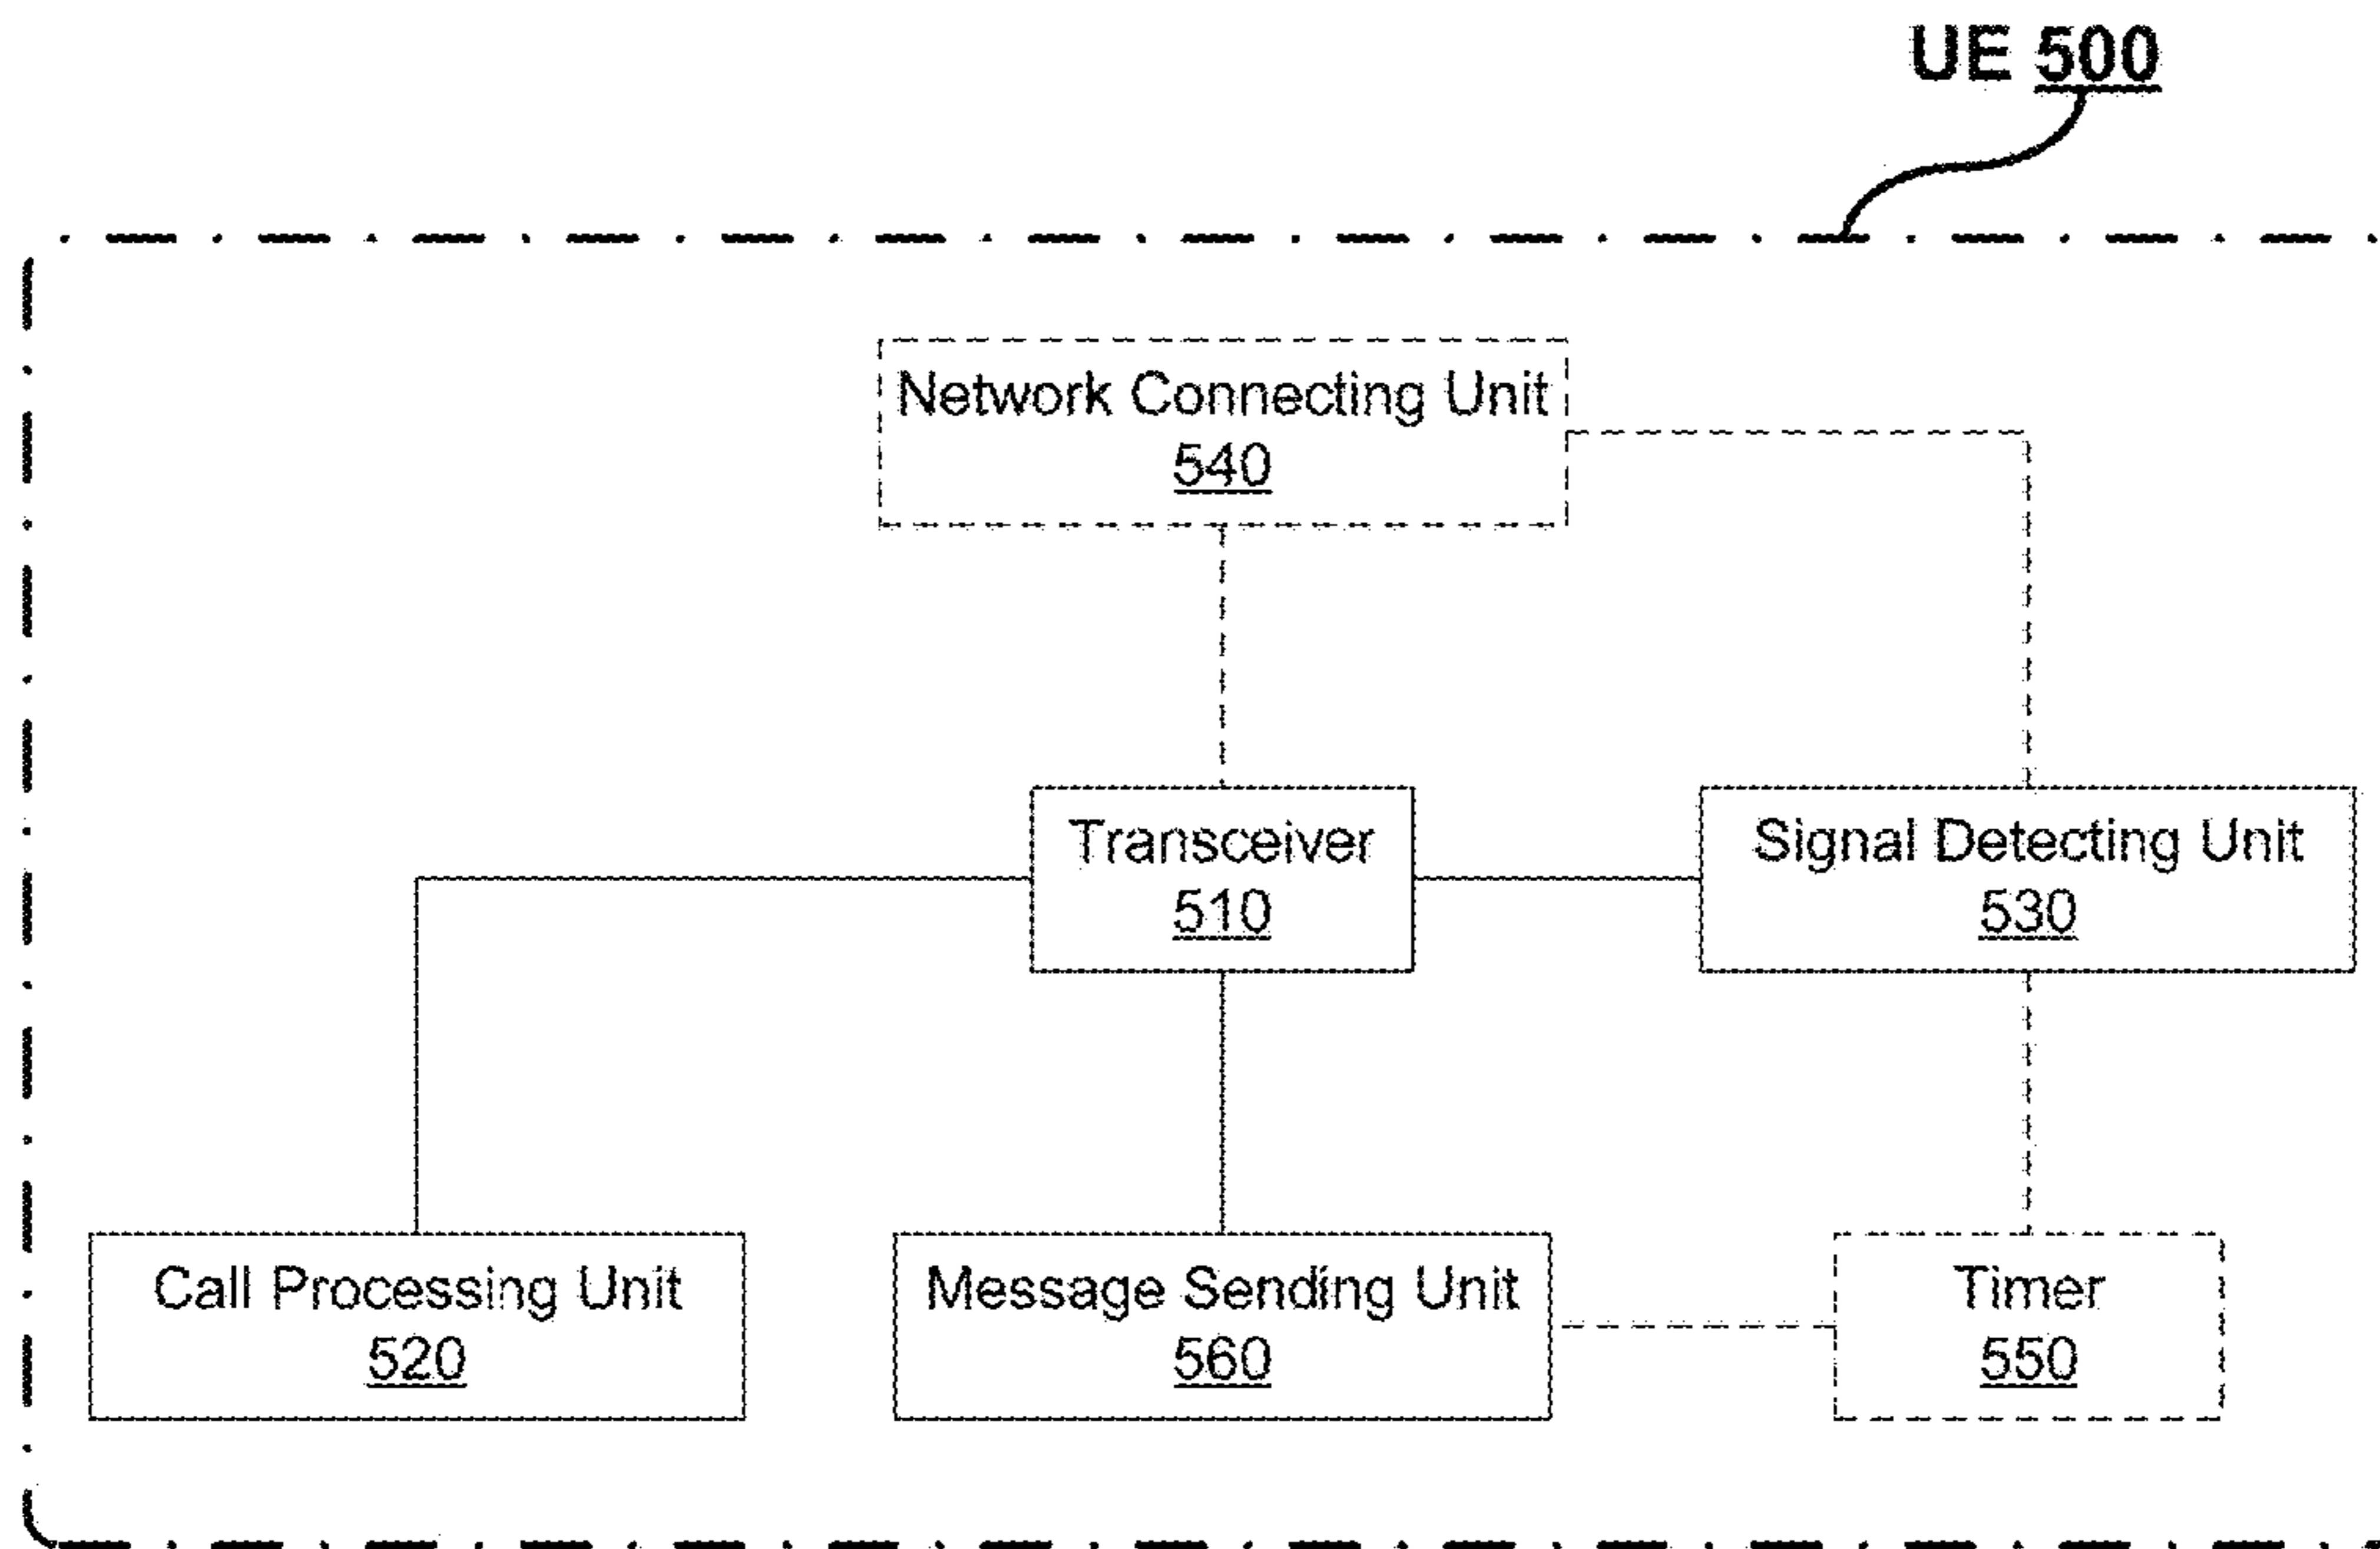 UE 500
Network Connecting Unit
540
Transceiver
510
Signal Detecting Unit
530
Call Processing Unit
520
Message Sending Unit
560
Timer
550